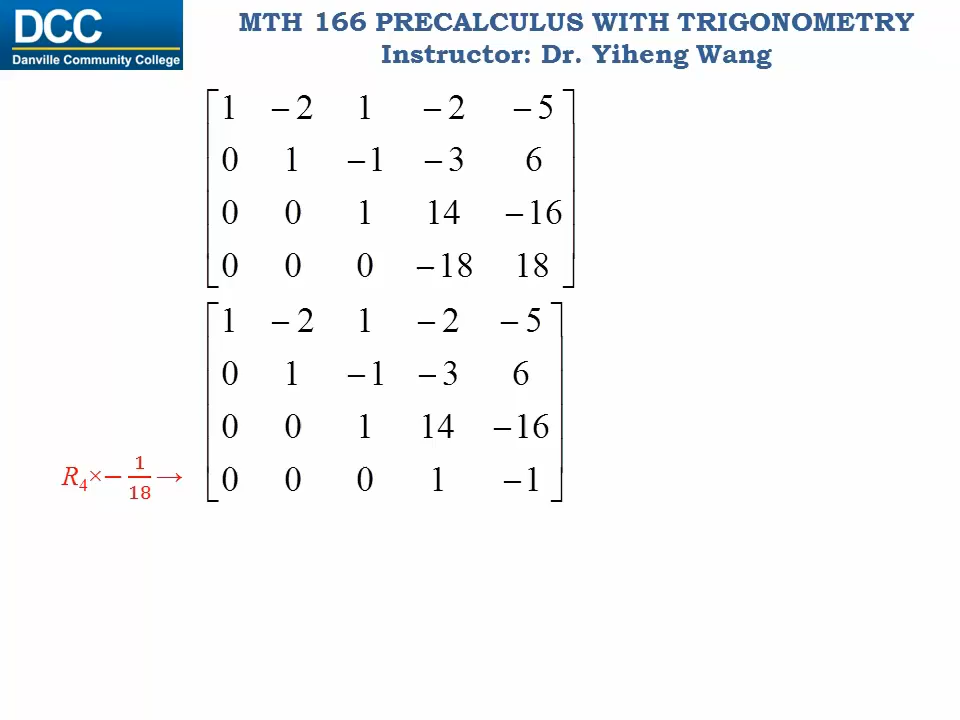 DCC
Danville Community College
MTH 166 PRECALCULUS WITH TRIGONOMETRY
Instructor: Dr. Yiheng Wang
1 −2 1 −2 −5
0 1 −1 −3 6
0 0 1 14 −16
0 0 0 −18 18
1 −2 1 −2 −5
0 1 −1 −3 6
0 0 1 14 −16
R₄×− 1/18 → 0 0 0 1 −1